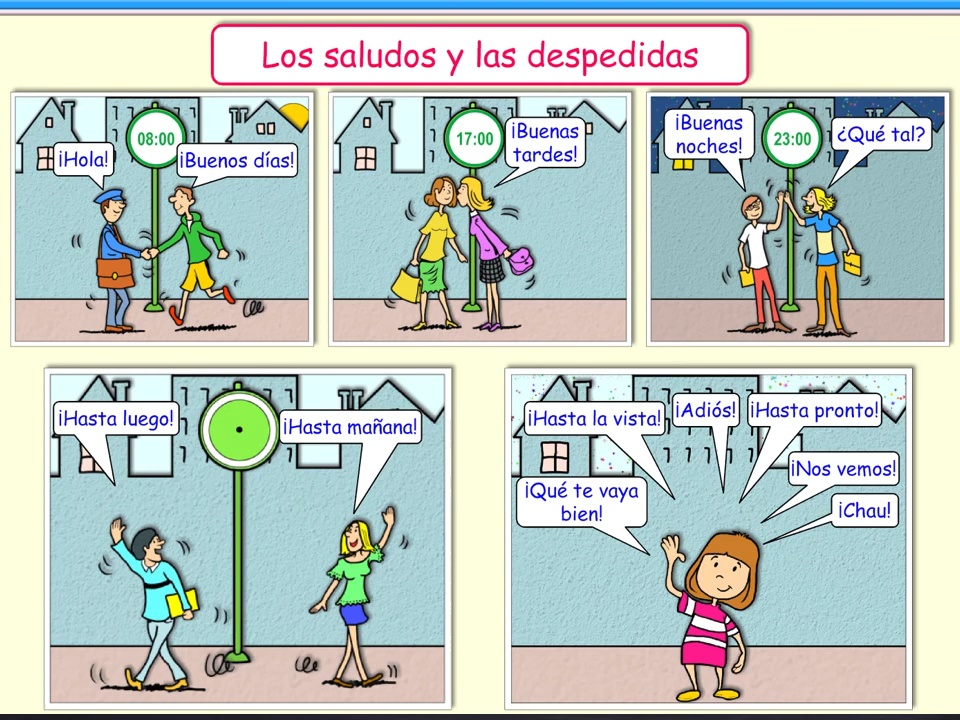 Los saludos y las despedidas
¡Hola!
08:00
¡Buenos días!
17:00
¡Buenas
tardes!
¡Buenas
noches!
23:00
¿Qué tal?
¡Hasta luego!
¡Hasta mañana!
¡Hasta la vista!
¡Adiós!
¡Hasta pronto!
¡Nos vemos!
¡Qué te vaya
bien!
¡Chau!